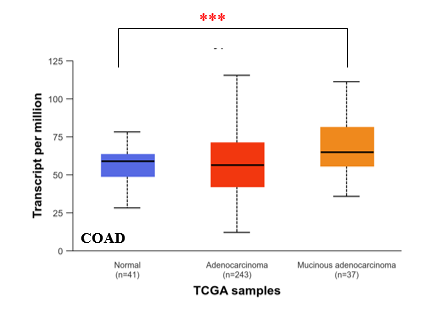 ***
125
100
75
50
25
0
Transcript per million
COAD
Normal
(n=41)
Adenocarcinoma
(n=243)
Mucinous adenocarcinoma
(n=37)
TCGA samples